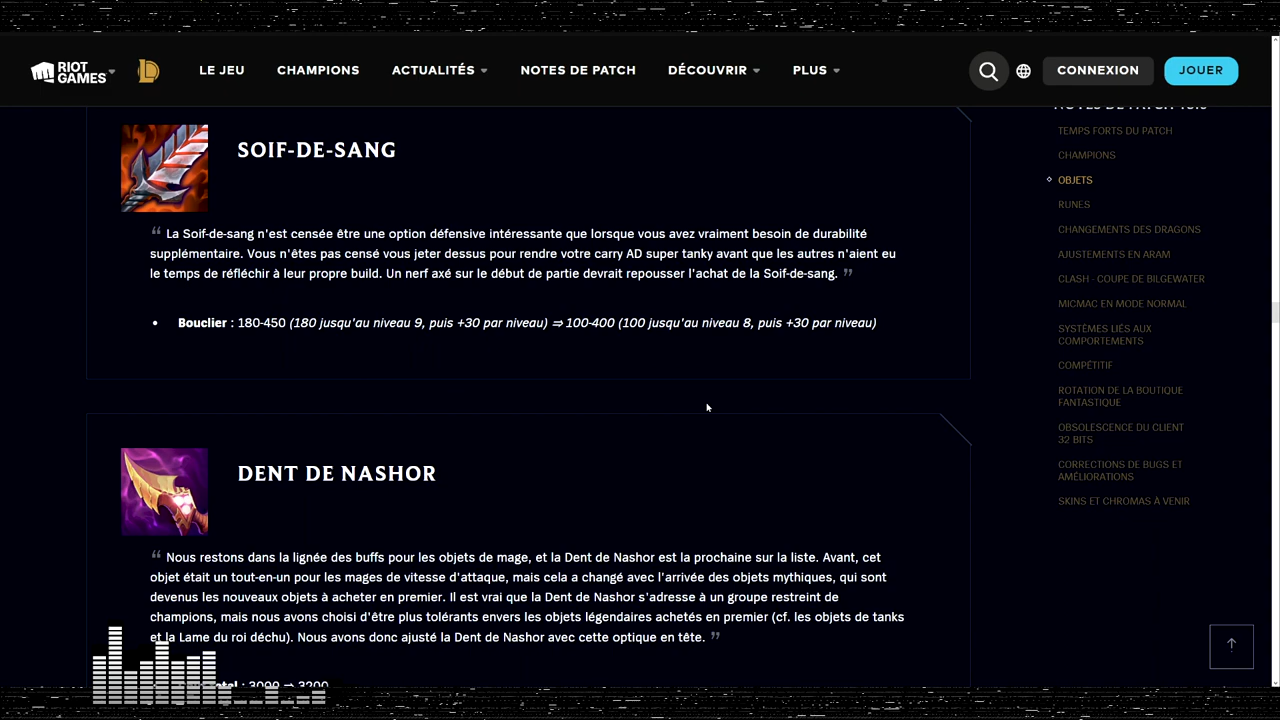 RIOT GAMES
LE JEU
CHAMPIONS
ACTUALITÉS
NOTES DE PATCH
DÉCOUVRIR
PLUS
CONNEXION
JOUER
SOIF-DE-SANG
“ La Soif-de-sang n'est censée être une option défensive intéressante que lorsque vous avez vraiment besoin de durabilité
supplémentaire. Vous n'êtes pas censé vous jeter dessus pour rendre votre carry AD super tanky avant que les autres n'aient eu
le temps de réfléchir à leur propre build. Un nerf axé sur le début de partie devrait repousser l'achat de la Soif-de-sang. ”
• Bouclier : 180-450 (180 jusqu'au niveau 9, puis +30 par niveau) ⇒ 100-400 (100 jusqu'au niveau 8, puis +30 par niveau)
DENT DE NASHOR
“ Nous restons dans la lignée des buffs pour les objets de mage, et la Dent de Nashor est la prochaine sur la liste. Avant, cet
objet était un tout-en-un pour les mages de vitesse d'attaque, mais cela a changé avec l'arrivée des objets mythiques, qui sont
devenus les nouveaux objets à acheter en premier. Il est vrai que la Dent de Nashor s'adresse à un groupe restreint de
champions, mais nous avons choisi d'être plus tolérants envers les objets légendaires achetés en premier (cf. les objets de tanks
et la Lame du roi déchu). Nous avons donc ajusté la Dent de Nashor avec cette optique en tête. ”
: 3000 ⇒ 3200
TEMPS FORTS DU PATCH
CHAMPIONS
OBJETS
RUNES
CHANGEMENTS DES DRAGONS
AJUSTEMENTS EN ARAM
CLASH - COUPE DE BILGEWATER
MICMAC EN MODE NORMAL
SYSTÈMES LIÉS AUX
COMPORTEMENTS
COMPÉTITIF
ROTATION DE LA BOUTIQUE
FANTASTIQUE
OBSOLESCENCE DU CLIENT
32 BITS
CORRECTIONS DE BUGS ET
AMÉLIORATIONS
SKINS ET CHROMAS À VENIR